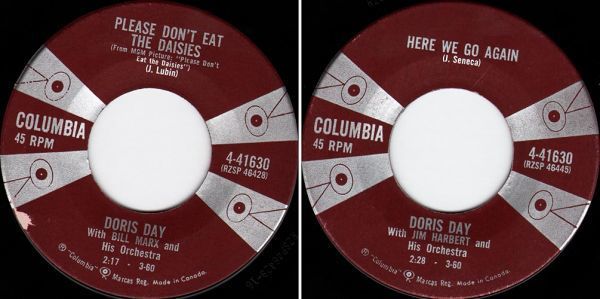 PLEASE DON'T EAT
THE DAISIES
(From MGM Picture: "Please Don't
Eat the Daisies")
(J. Lubin)
COLUMBIA
45 RPM
4-41630
(RZSP 46428)
DORIS DAY
With BILL MARX and
His Orchestra
2:17 - 3-60
® "Columbia" Marcas Reg. Made in Canada.
HERE WE GO AGAIN
(J. Seneca)
COLUMBIA
45 RPM
4-41630
(RZSP 46445)
DORIS DAY
With JIM HARBERT and
His Orchestra
2:28 - 3-60
® "Columbia" Marcas Reg. Made in Canada.